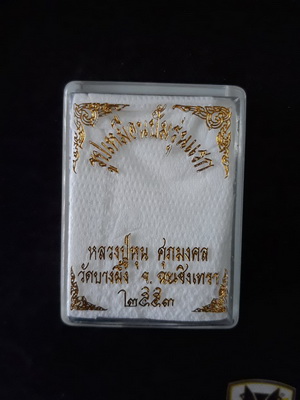 รูปเหมือนปั๊มรุ่นแรก
หลวงปู่หุน ศุภมงคล
วัดบางผึ้ง จ. ฉะเชิงเทรา
๒๕๕๓